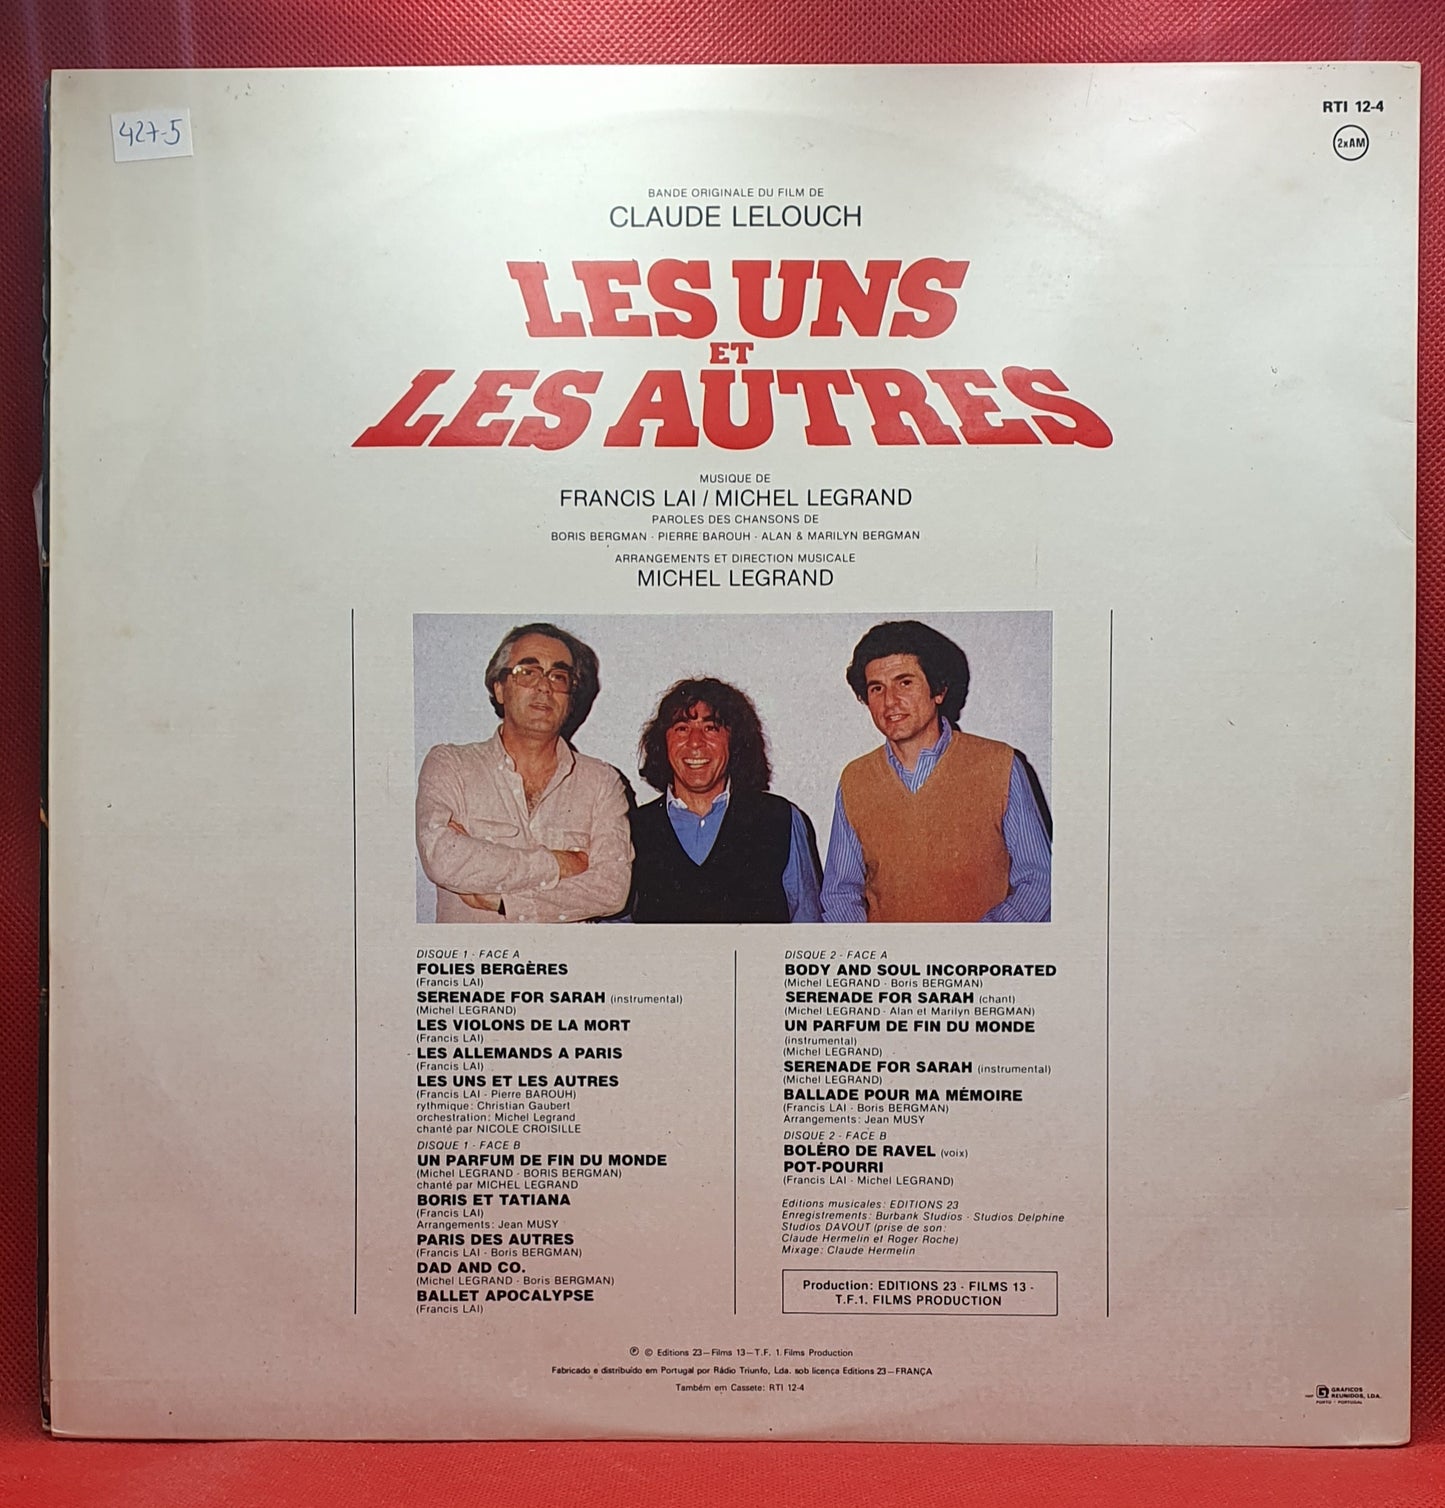 427-5
RTI 12-4
2xAM
BANDE ORIGINALE DU FILM DE
CLAUDE LELOUCH
LES UNS
ET
LES AUTRES
MUSIQUE DE
FRANCIS LAI / MICHEL LEGRAND
PAROLES DES CHANSONS DE
BORIS BERGMAN · PIERRE BAROUH · ALAN & MARILYN BERGMAN
ARRANGEMENTS ET DIRECTION MUSICALE
MICHEL LEGRAND
DISQUE 1 - FACE A
FOLIES BERGÈRES
(Francis LAI)
SERENADE FOR SARAH (instrumental)
(Michel LEGRAND)
LES VIOLONS DE LA MORT
(Francis LAI)
LES ALLEMANDS A PARIS
(Francis LAI)
LES UNS ET LES AUTRES
(Francis LAI - Pierre BAROUH)
rythmique: Christian Gaubert
orchestration: Michel Legrand
chanté par NICOLE CROISILLE
DISQUE 1 - FACE B
UN PARFUM DE FIN DU MONDE
(Michel LEGRAND - BORIS BERGMAN)
chanté par MICHEL LEGRAND
BORIS ET TATIANA
(Francis LAI)
Arrangements: Jean MUSY
PARIS DES AUTRES
(Francis LAI - Boris BERGMAN)
DAD AND CO.
(Michel LEGRAND - Boris BERGMAN)
BALLET APOCALYPSE
(Francis LAI)
DISQUE 2 - FACE A
BODY AND SOUL INCORPORATED
(Michel LEGRAND - Boris BERGMAN)
SERENADE FOR SARAH (chant)
(Michel LEGRAND - Alan et Marilyn BERGMAN)
UN PARFUM DE FIN DU MONDE
(instrumental)
(Michel LEGRAND)
SERENADE FOR SARAH (instrumental)
(Michel LEGRAND)
BALLADE POUR MA MÉMOIRE
(Francis LAI - Boris BERGMAN)
Arrangements: Jean MUSY
DISQUE 2 - FACE B
BOLÉRO DE RAVEL (voix)
POT-POURRI
(Francis LAI - Michel LEGRAND)
Editions musicales: EDITIONS 23
Enregistrements: Burbank Studios - Studios Delphine
Studios DAVOUT (prise de son:
Claude Hermelin et Roger Roche)
Mixage: Claude Hermelin
Production: EDITIONS 23 - FILMS 13 -
T.F.1. FILMS PRODUCTION
℗ © Editions 23—Films 13—T.F. 1. Films Production
Fabricado e distribuído em Portugal por Rádio Triunfo, Lda. sob licença Editions 23—FRANÇA
Também em Cassete: RTI 12-4
GRÁFICOS
REUNIDOS, LDA.
PORTO - PORTUGAL